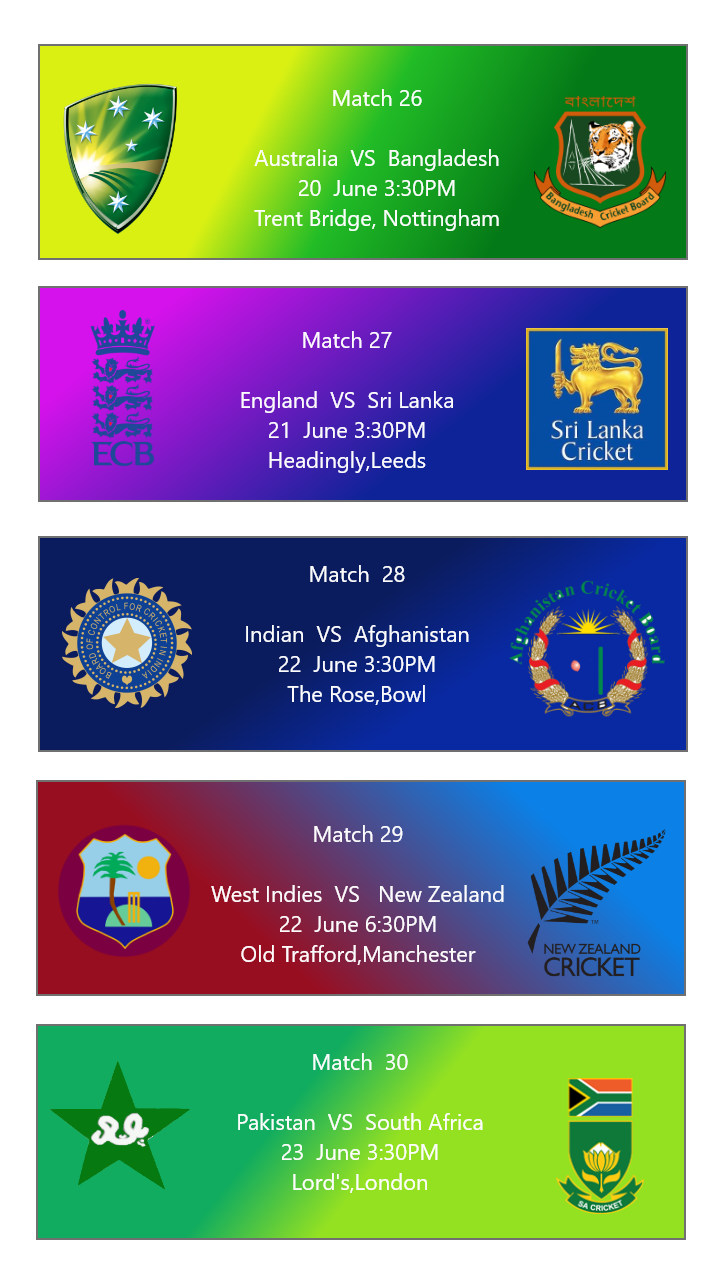 Match 26
Australia VS Bangladesh
20 June 3:30PM
Trent Bridge, Nottingham
বাংলাদেশ
Bangladesh Cricket Board
Match 27
England VS Sri Lanka
21 June 3:30PM
Headingly,Leeds
ECB
Sri Lanka
Cricket
Match 28
Indian VS Afghanistan
22 June 3:30PM
The Rose,Bowl
BOARD OF CONTROL FOR CRICKET IN INDIA
Afghanistan Cricket Board
A C B
Match 29
West Indies VS New Zealand
22 June 6:30PM
Old Trafford,Manchester
TM
NEW ZEALAND
CRICKET
Match 30
Pakistan VS South Africa
23 June 3:30PM
Lord's,London
SA CRICKET